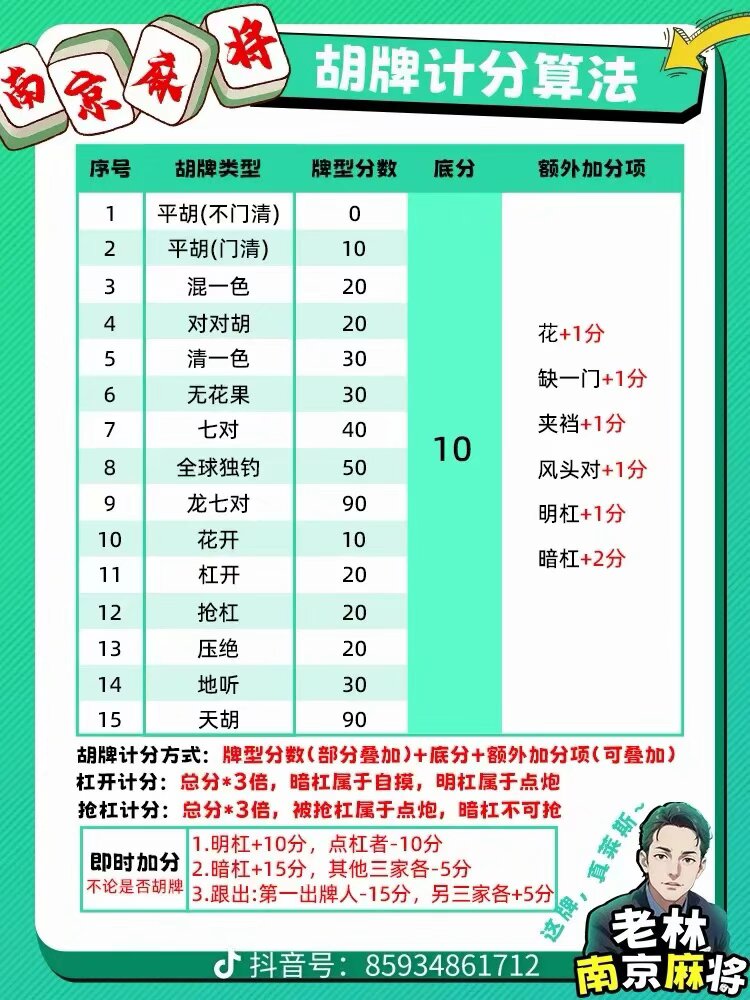 南京麻将
胡牌计分算法
序号 胡牌类型 牌型分数 底分 额外加分项
1 平胡(不门清) 0
2 平胡(门清) 10
3 混一色 20
4 对对胡 20
5 清一色 30
6 无花果 30
7 七对 40
8 全球独钓 50
9 龙七对 90
10 花开 10
11 杠开 20
12 抢杠 20
13 压绝 20
14 地听 30
15 天胡 90
10
花+1分
缺一门+1分
夹裆+1分
风头对+1分
明杠+1分
暗杠+2分
胡牌计分方式：牌型分数(部分叠加)+底分+额外加分项(可叠加)
杠开计分：总分*3倍，暗杠属于自摸，明杠属于点炮
抢杠计分：总分*3倍，被抢杠属于点炮，暗杠不可抢
即时加分
不论是否胡牌
1.明杠+10分，点杠者-10分
2.暗杠+15分，其他三家各-5分
3.跟出:第一出牌人-15分，另三家各+5分
这牌，真莱斯~
老林
南京麻将
抖音号：85934861712